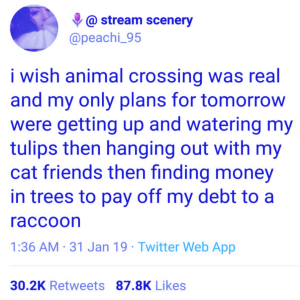 🌷@ stream scenery
@peachi_95
i wish animal crossing was real
and my only plans for tomorrow
were getting up and watering my
tulips then hanging out with my
cat friends then finding money
in trees to pay off my debt to a
raccoon
1:36 AM · 31 Jan 19 · Twitter Web App
30.2K Retweets 87.8K Likes